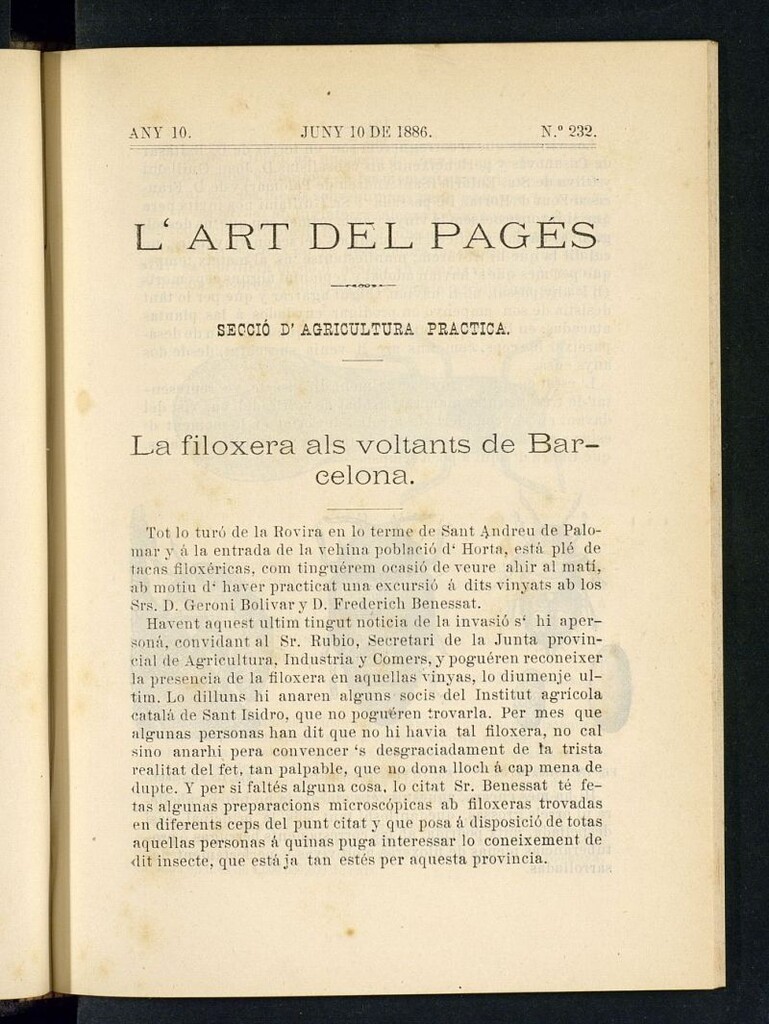 ANY 10. JUNY 10 DE 1886. N.º 232.
L‘ ART DEL PAGÉS
SECCIÓ D' AGRICULTURA PRACTICA.
La filoxera als voltants de Bar-
celona.
Tot lo turó de la Rovira en lo terme de Sant Andreu de Palo-
mar y á la entrada de la vehina població d‘ Horta, está plé de
tacas filoxéricas, com tinguérem ocasió de veure ahir al matí,
ab motiu d‘ haver practicat una excursió á dits vinyats ab los
Srs. D. Geroni Bolivar y D. Frederich Benessat.
Havent aquest ultim tingut noticia de la invasió s‘ hi aper-
soná, convidant al Sr. Rubio, Secretari de la Junta provin-
cial de Agricultura, Industria y Comers, y poguéren reconeixer
la presencia de la filoxera en aquellas vinyas, lo diumenje ul-
tim. Lo dilluns hi anaren alguns socis del Institut agrícola
catalá de Sant Isidro, que no poguéren trovarla. Per mes que
algunas personas han dit que no hi havia tal filoxera, no cal
sino anarhi pera convencer ‘s desgraciadament de la trista
realitat del fet, tan palpable, que no dona lloch á cap mena de
dupte. Y per si faltés alguna cosa, lo citat Sr. Benessat té fe-
tas algunas preparacions microscópicas ab filoxeras trovadas
en diferents ceps del punt citat y que posa á disposició de totas
aquellas personas á quinas puga interessar lo coneixement de
dit insecte, que está ja tan estés per aquesta provincia.